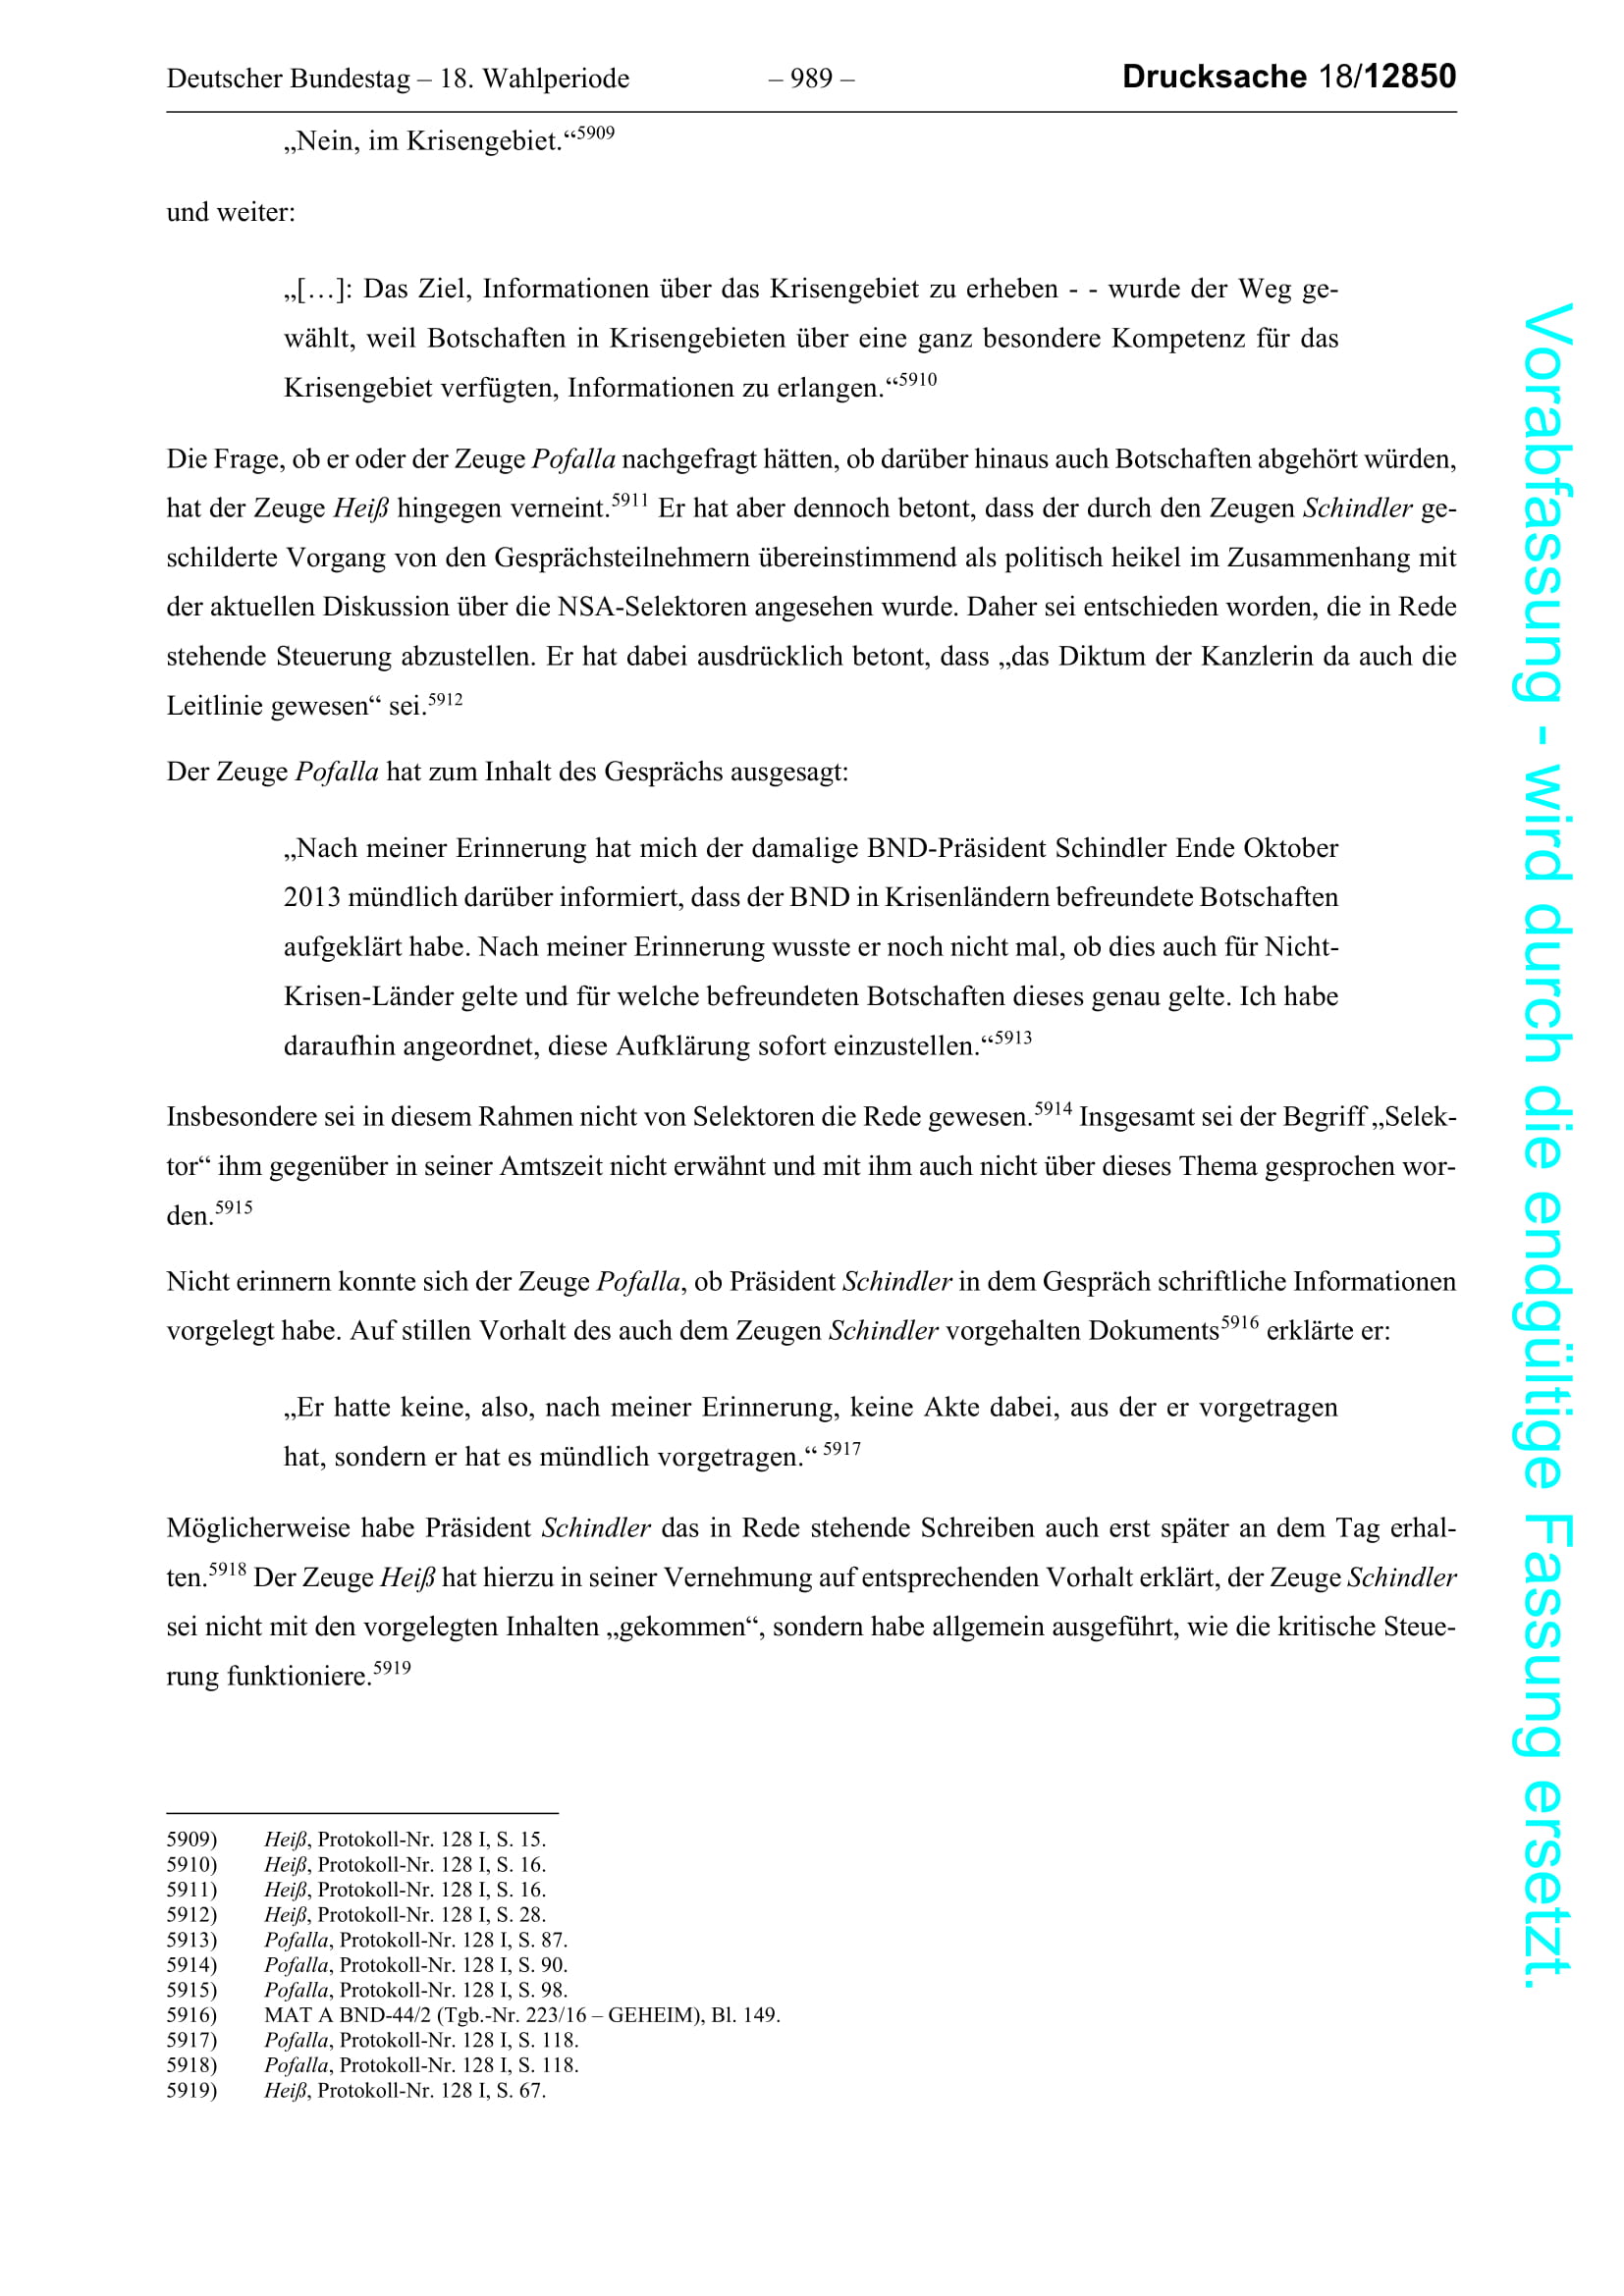 Deutscher Bundestag – 18. Wahlperiode – 989 – Drucksache 18/12850
„Nein, im Krisengebiet.“5909
und weiter:
„[…]: Das Ziel, Informationen über das Krisengebiet zu erheben - - wurde der Weg ge-
wählt, weil Botschaften in Krisengebieten über eine ganz besondere Kompetenz für das
Krisengebiet verfügten, Informationen zu erlangen.“5910
Die Frage, ob er oder der Zeuge Pofalla nachgefragt hätten, ob darüber hinaus auch Botschaften abgehört würden,
hat der Zeuge Heiß hingegen verneint.5911 Er hat aber dennoch betont, dass der durch den Zeugen Schindler ge-
schilderte Vorgang von den Gesprächsteilnehmern übereinstimmend als politisch heikel im Zusammenhang mit
der aktuellen Diskussion über die NSA-Selektoren angesehen wurde. Daher sei entschieden worden, die in Rede
stehende Steuerung abzustellen. Er hat dabei ausdrücklich betont, dass „das Diktum der Kanzlerin da auch die
Leitlinie gewesen“ sei.5912
Der Zeuge Pofalla hat zum Inhalt des Gesprächs ausgesagt:
„Nach meiner Erinnerung hat mich der damalige BND-Präsident Schindler Ende Oktober
2013 mündlich darüber informiert, dass der BND in Krisenländern befreundete Botschaften
aufgeklärt habe. Nach meiner Erinnerung wusste er noch nicht mal, ob dies auch für Nicht-
Krisen-Länder gelte und für welche befreundeten Botschaften dieses genau gelte. Ich habe
daraufhin angeordnet, diese Aufklärung sofort einzustellen.“5913
Insbesondere sei in diesem Rahmen nicht von Selektoren die Rede gewesen.5914 Insgesamt sei der Begriff „Selek-
tor“ ihm gegenüber in seiner Amtszeit nicht erwähnt und mit ihm auch nicht über dieses Thema gesprochen wor-
den.5915
Nicht erinnern konnte sich der Zeuge Pofalla, ob Präsident Schindler in dem Gespräch schriftliche Informationen
vorgelegt habe. Auf stillen Vorhalt des auch dem Zeugen Schindler vorgehalten Dokuments5916 erklärte er:
„Er hatte keine, also, nach meiner Erinnerung, keine Akte dabei, aus der er vorgetragen
hat, sondern er hat es mündlich vorgetragen.“ 5917
Möglicherweise habe Präsident Schindler das in Rede stehende Schreiben auch erst später an dem Tag erhal-
ten.5918 Der Zeuge Heiß hat hierzu in seiner Vernehmung auf entsprechenden Vorhalt erklärt, der Zeuge Schindler
sei nicht mit den vorgelegten Inhalten „gekommen“, sondern habe allgemein ausgeführt, wie die kritische Steue-
rung funktioniere.5919
5909) Heiß, Protokoll-Nr. 128 I, S. 15.
5910) Heiß, Protokoll-Nr. 128 I, S. 16.
5911) Heiß, Protokoll-Nr. 128 I, S. 16.
5912) Heiß, Protokoll-Nr. 128 I, S. 28.
5913) Pofalla, Protokoll-Nr. 128 I, S. 87.
5914) Pofalla, Protokoll-Nr. 128 I, S. 90.
5915) Pofalla, Protokoll-Nr. 128 I, S. 98.
5916) MAT A BND-44/2 (Tgb.-Nr. 223/16 – GEHEIM), Bl. 149.
5917) Pofalla, Protokoll-Nr. 128 I, S. 118.
5918) Pofalla, Protokoll-Nr. 128 I, S. 118.
5919) Heiß, Protokoll-Nr. 128 I, S. 67.
Vorabfassung - wird durch die endgültige Fassung ersetzt.